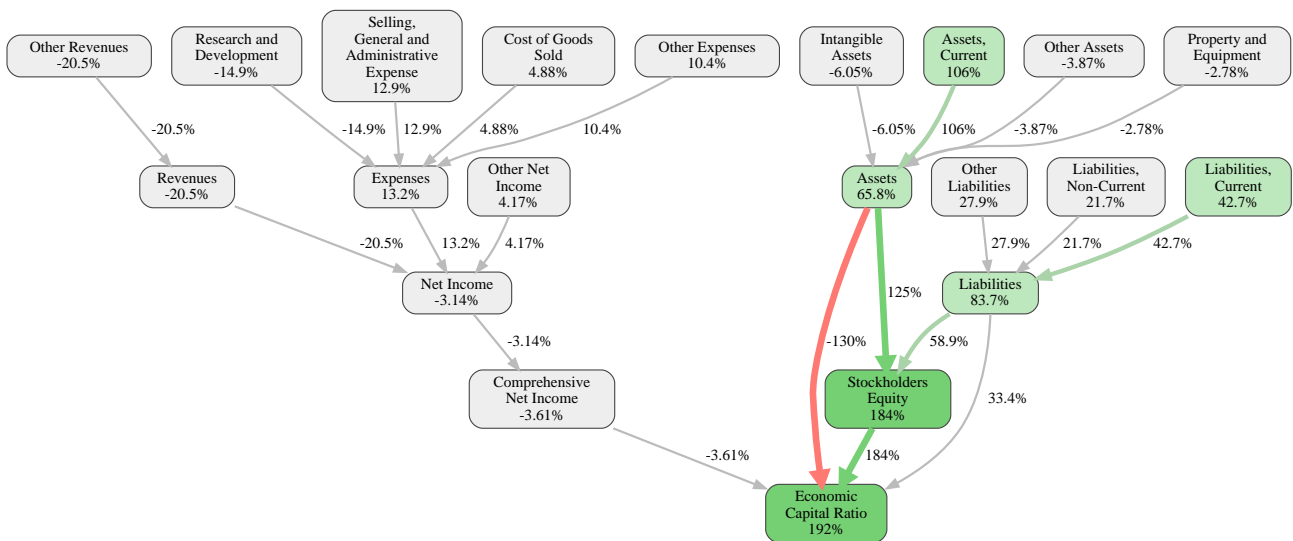 Other Revenues
-20.5%
Research and
Development
-14.9%
Selling,
General and
Administrative
Expense
12.9%
Cost of Goods
Sold
4.88%
Other Expenses
10.4%
Intangible
Assets
-6.05%
Assets,
Current
106%
Other Assets
-3.87%
Property and
Equipment
-2.78%
-20.5%
-14.9%
12.9%
4.88%
10.4%
-6.05%
106%
-3.87%
-2.78%
Revenues
-20.5%
Expenses
13.2%
Other Net
Income
4.17%
Assets
65.8%
Other
Liabilities
27.9%
Liabilities,
Non-Current
21.7%
Liabilities,
Current
42.7%
-20.5%
13.2%
4.17%
27.9%
21.7%
42.7%
Net Income
-3.14%
125%
Liabilities
83.7%
-3.14%
-130%
58.9%
Comprehensive
Net Income
-3.61%
Stockholders
Equity
184%
33.4%
-3.61%
184%
Economic
Capital Ratio
192%